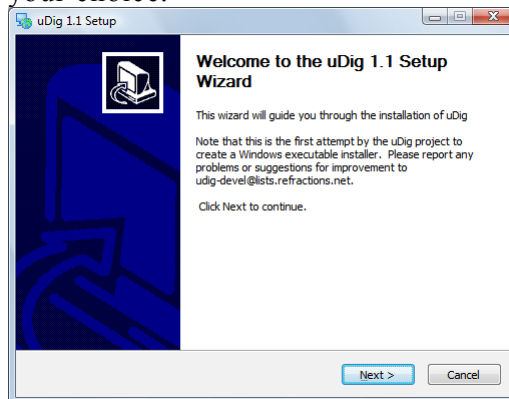 your choice.
uDig 1.1 Setup
Welcome to the uDig 1.1 Setup
Wizard
This wizard will guide you through the installation of uDig
Note that this is the first attempt by the uDig project to
create a Windows executable installer. Please report any
problems or suggestions for improvement to
udig-devel@lists.refractions.net.
Click Next to continue.
Next >
Cancel